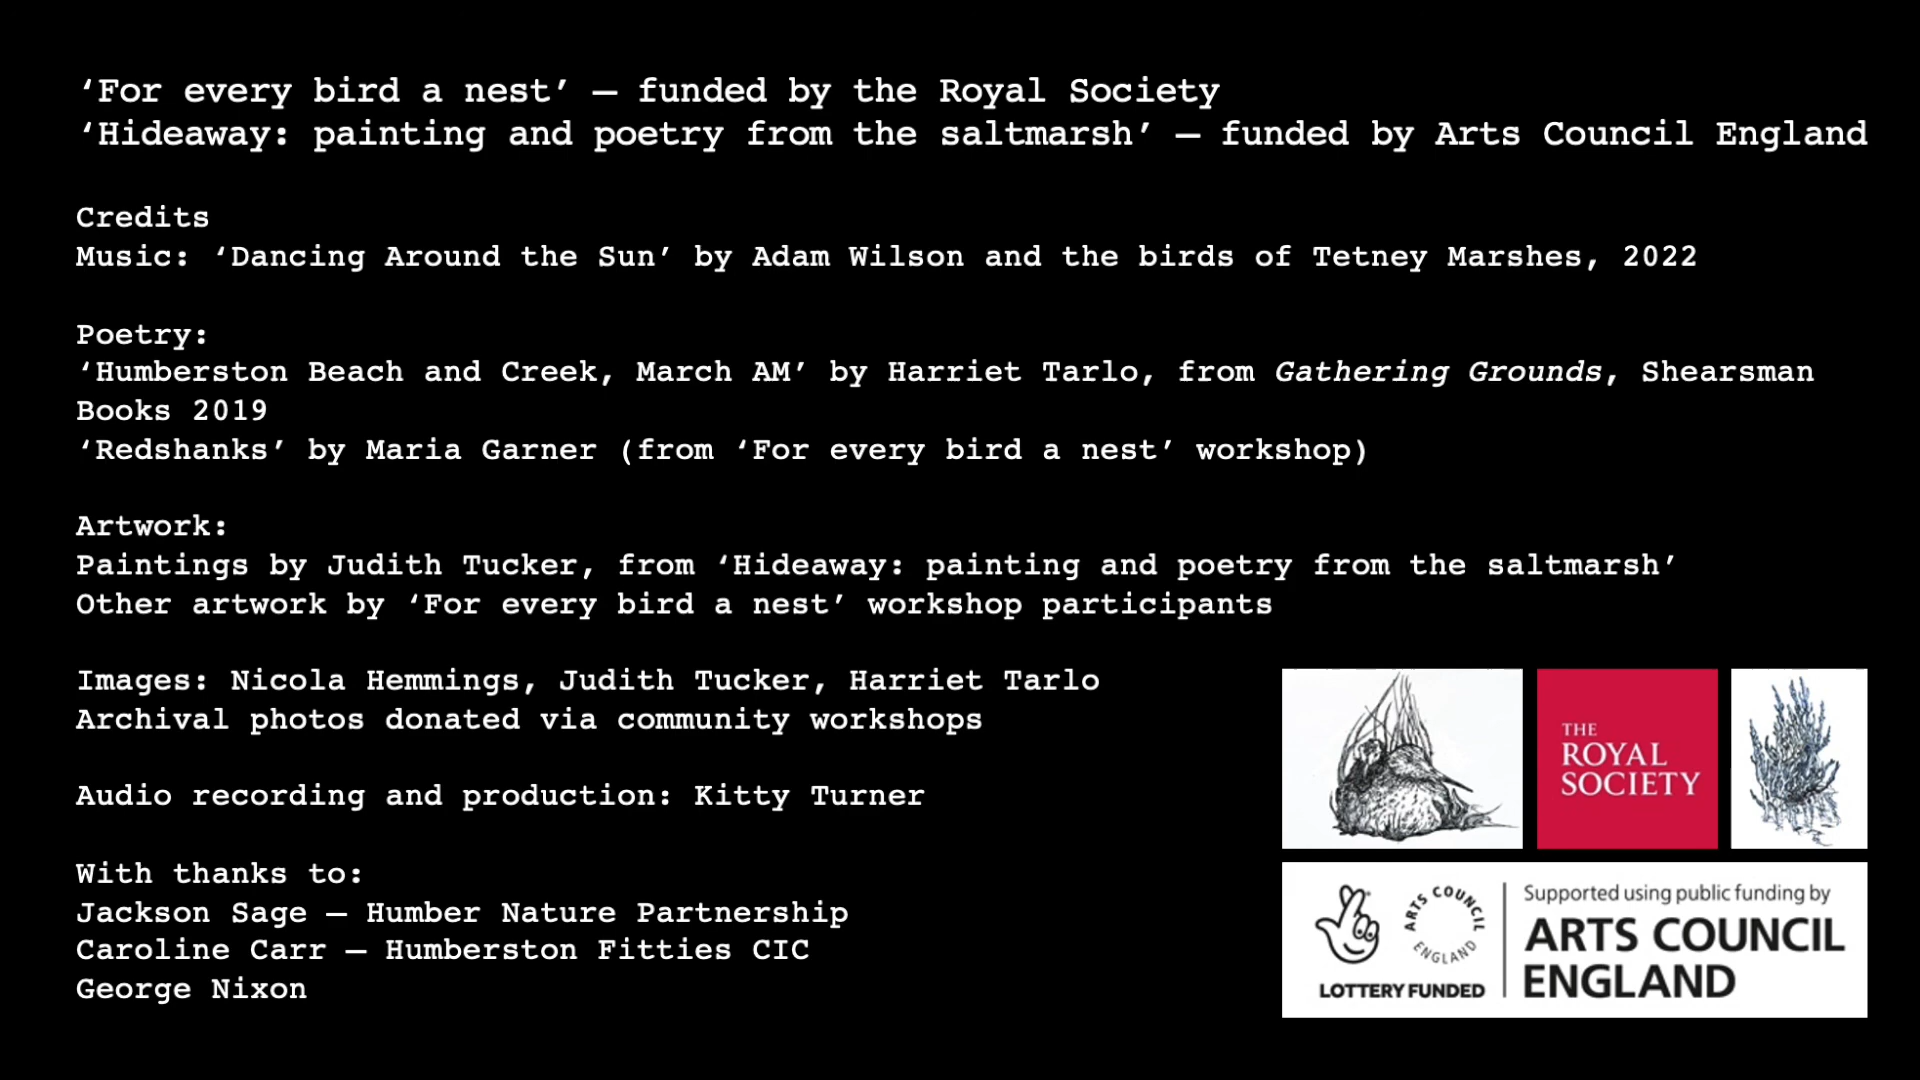 ‘For every bird a nest’ – funded by the Royal Society
‘Hideaway: painting and poetry from the saltmarsh’ – funded by Arts Council England
Credits
Music: ‘Dancing Around the Sun’ by Adam Wilson and the birds of Tetney Marshes, 2022
Poetry:
‘Humberston Beach and Creek, March AM’ by Harriet Tarlo, from Gathering Grounds, Shearsman
Books 2019
‘Redshanks’ by Maria Garner (from ‘For every bird a nest’ workshop)
Artwork:
Paintings by Judith Tucker, from ‘Hideaway: painting and poetry from the saltmarsh’
Other artwork by ‘For every bird a nest’ workshop participants
Images: Nicola Hemmings, Judith Tucker, Harriet Tarlo
Archival photos donated via community workshops
Audio recording and production: Kitty Turner
With thanks to:
Jackson Sage – Humber Nature Partnership
Caroline Carr – Humberston Fitties CIC
George Nixon
THE
ROYAL
SOCIETY
ARTS COUNCIL
ENGLAND
LOTTERY FUNDED
Supported using public funding by
ARTS COUNCIL
ENGLAND